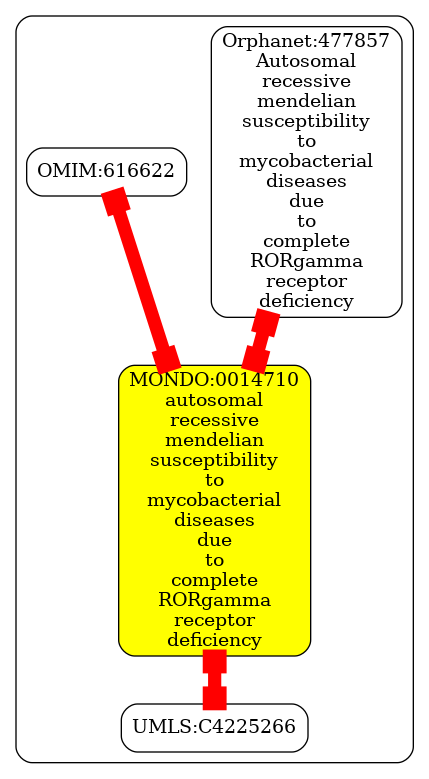 Orphanet:477857
Autosomal
recessive
mendelian
susceptibility
to
mycobacterial
diseases
due
to
complete
RORgamma
receptor
deficiency
OMIM:616622
MONDO:0014710
autosomal
recessive
mendelian
susceptibility
to
mycobacterial
diseases
due
to
complete
RORgamma
receptor
deficiency
UMLS:C4225266